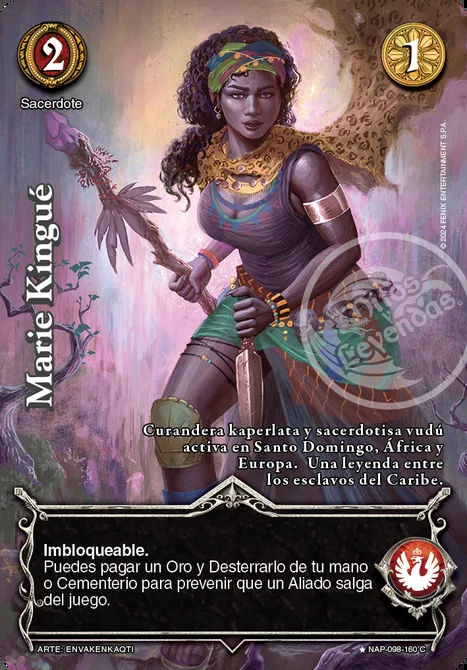 2
1
Sacerdote
Marie Kingué
© 2024 FENIX ENTERTAINMENT S.P.A.
Mitos
Leyendas
Curandera kaperlata y sacerdotisa vudú
activa en Santo Domingo, África y
Europa. Una leyenda entre
los esclavos del Caribe.
Imbloqueable.
Puedes pagar un Oro y Desterrarlo de tu mano
o Cementerio para prevenir que un Aliado salga
del juego.
ARTE: ENVAKENKAQTI
★ NAP-098-160 C